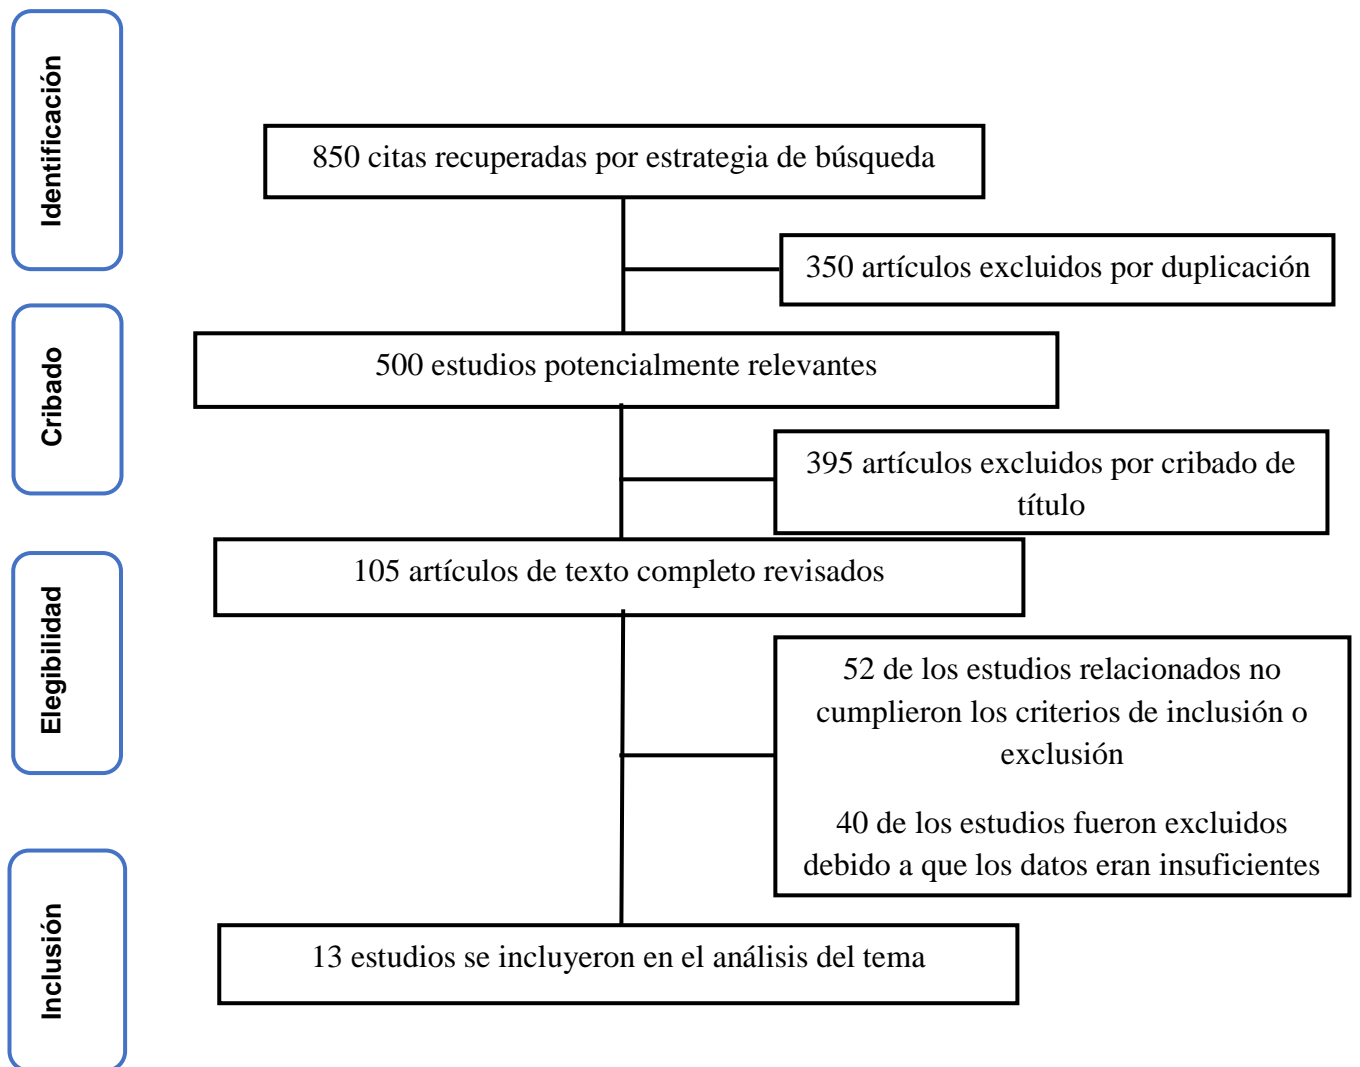 Identificación
850 citas recuperadas por estrategia de búsqueda
350 artículos excluidos por duplicación
Cribado
500 estudios potencialmente relevantes
395 artículos excluidos por cribado de
título
Elegibilidad
105 artículos de texto completo revisados
52 de los estudios relacionados no
cumplieron los criterios de inclusión o
exclusión
40 de los estudios fueron excluidos
debido a que los datos eran insuficientes
Inclusión
13 estudios se incluyeron en el análisis del tema